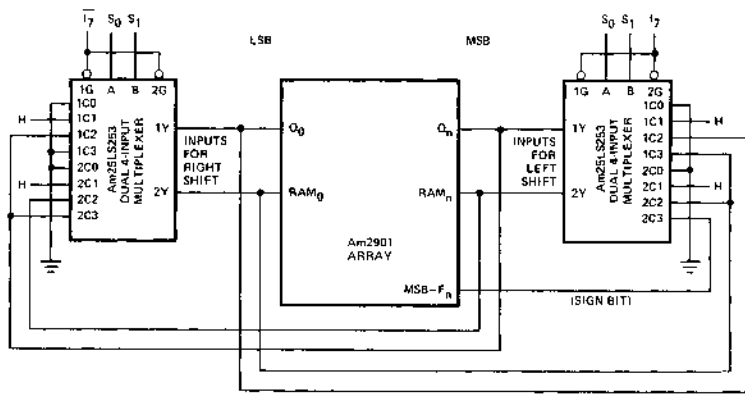 I̅7 S0 S1
LSB
MSB
S0 S1 I7
1G A B 2G
1C0
1C1
1C2
1C3
2C0
2C1
2C2
2C3
H
H
Am25LS253
DUAL 4-INPUT
MULTIPLEXER
1Y
2Y
INPUTS
FOR
RIGHT
SHIFT
Q0
RAM0
Am2901
ARRAY
Qn
RAMn
MSB-Fn
INPUTS
FOR
LEFT
SHIFT
(SIGN BIT)
1G A B 2G
1Y
2Y
Am25LS253
DUAL 4-INPUT
MULTIPLEXER
1C0
1C1
1C2
1C3
2C0
2C1
2C2
2C3
H
H